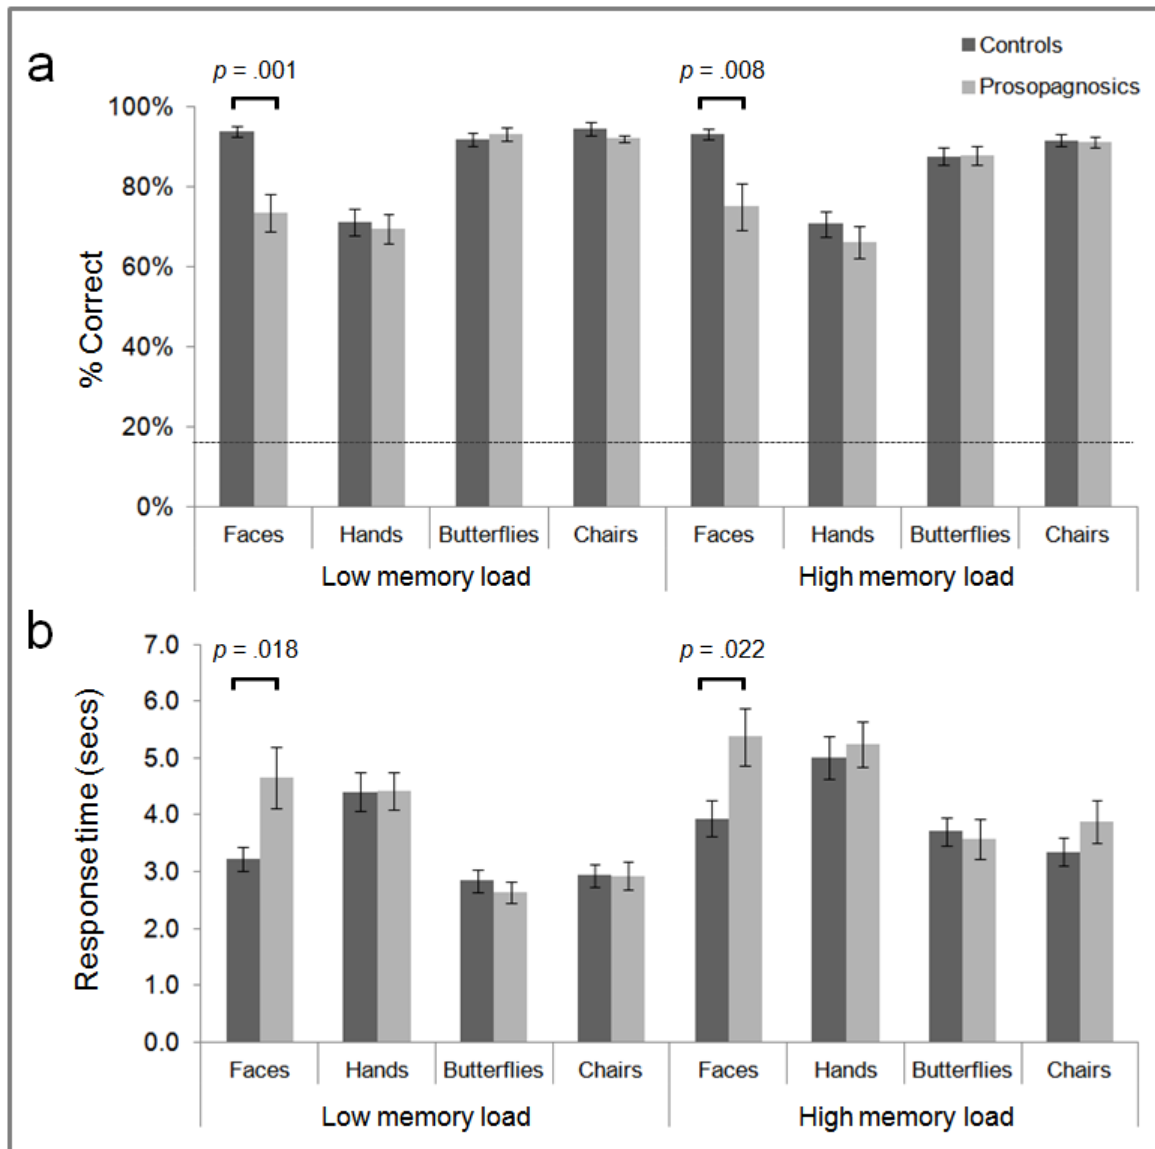 a
Controls
Prosopagnosics
p = .001
p = .008
% Correct
100%
80%
60%
40%
20%
0%
Faces Hands Butterflies Chairs Faces Hands Butterflies Chairs
Low memory load High memory load
b
p = .018
p = .022
Response time (secs)
7.0
6.0
5.0
4.0
3.0
2.0
1.0
0.0
Faces Hands Butterflies Chairs Faces Hands Butterflies Chairs
Low memory load High memory load